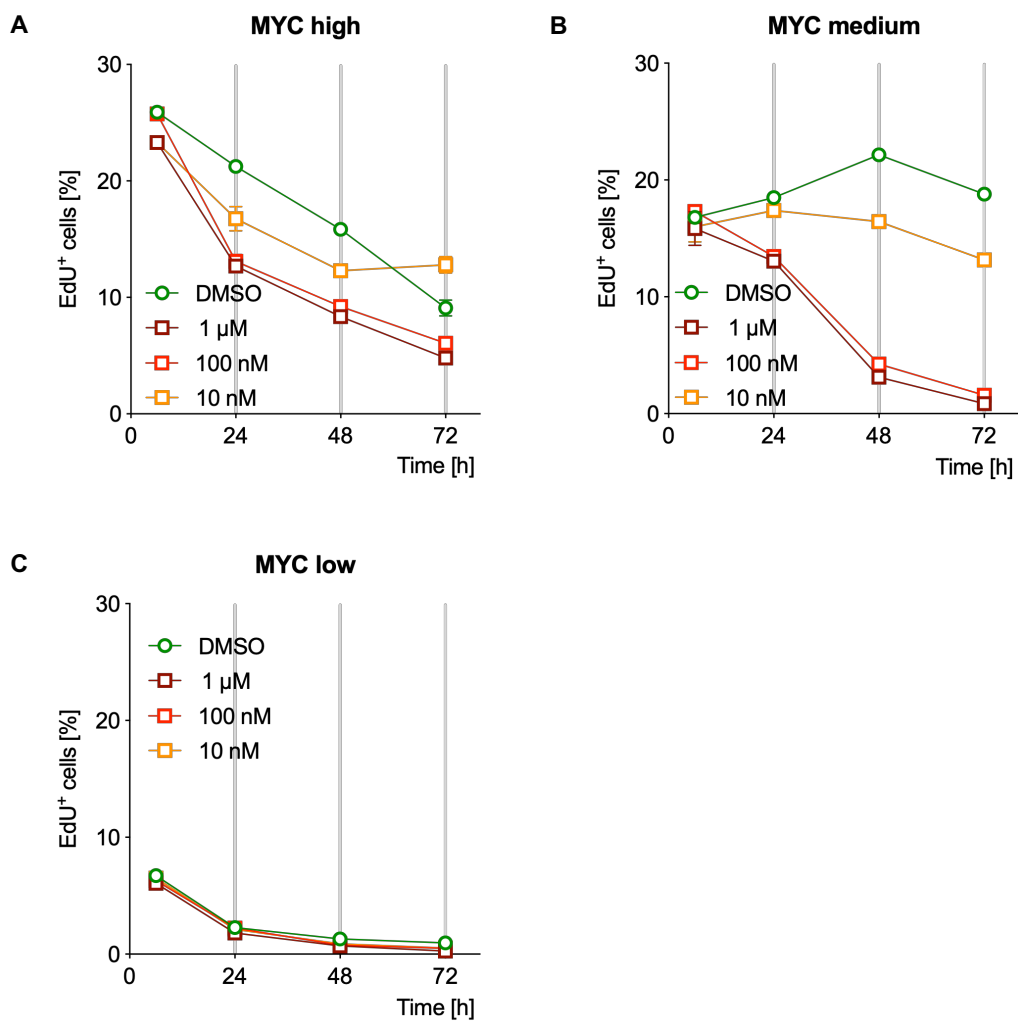 A
MYC high
EdU⁺ cells [%]
30
20
10
0
DMSO
1 µM
100 nM
10 nM
0 24 48 72
Time [h]
B
MYC medium
EdU⁺ cells [%]
30
20
10
0
DMSO
1 µM
100 nM
10 nM
0 24 48 72
Time [h]
C
MYC low
EdU⁺ cells [%]
30
20
10
0
DMSO
1 µM
100 nM
10 nM
0 24 48 72
Time [h]